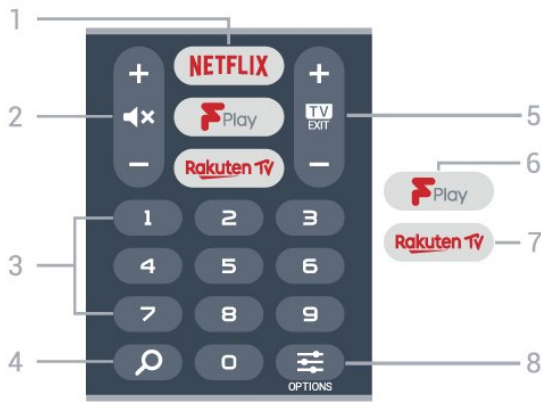 1
+ NETFLIX +
2 Play TV EXIT 5
- Rakuten TV -
6
Play
Rakuten TV 7
1 2 3
3 4 5 6
7 8 9
4 0 8
OPTIONS